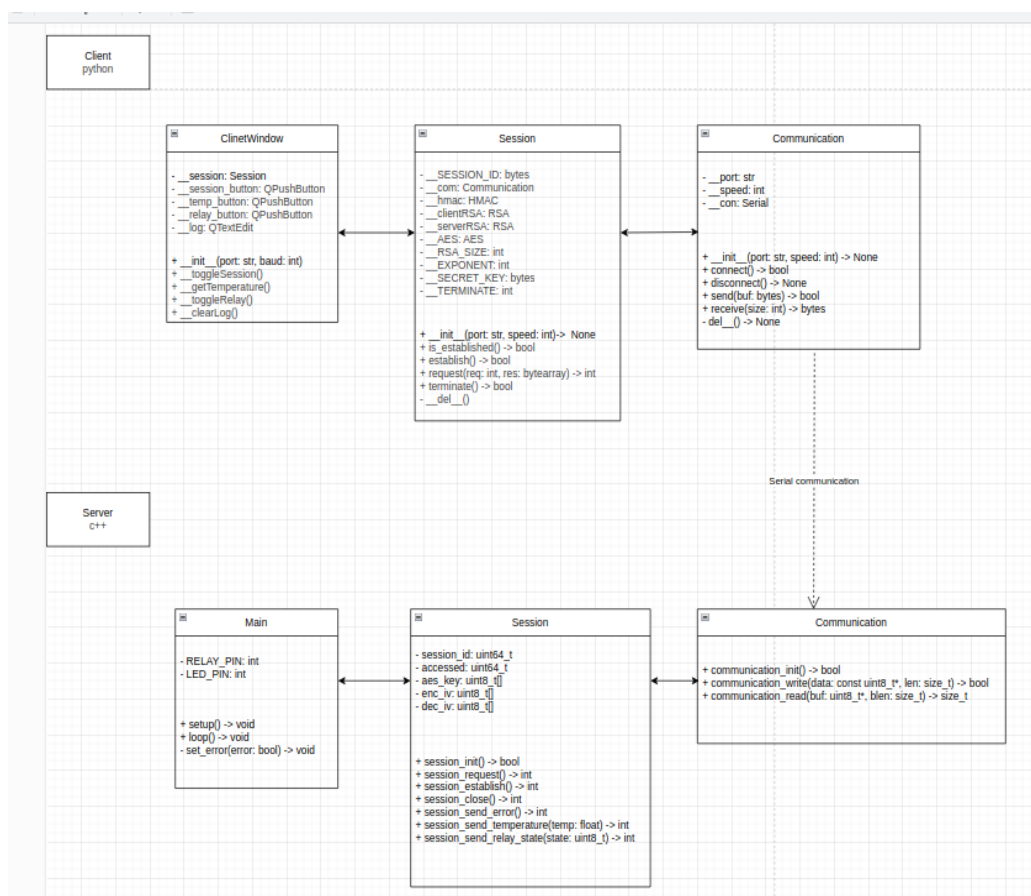 Client
python
ClinetWindow
- __session: Session
- __session_button: QPushButton
- __temp_button: QPushButton
- __relay_button: QPushButton
- __log: QTextEdit
+ __init__(port: str, baud: int)
+ __toggleSession()
+ __getTemperature()
+ __toggleRelay()
+ __clearLog()
Session
- __SESSION_ID: bytes
- __com: Communication
- __hmac: HMAC
- __clientRSA: RSA
- __serverRSA: RSA
- __AES: AES
- __RSA_SIZE: int
- __EXPONENT: int
- __SECRET_KEY: bytes
- __TERMINATE: int
+ __init__(port: str, speed: int)-> None
+ is_established() -> bool
+ establish() -> bool
+ request(req: int, res: bytearray) -> int
+ terminate() -> bool
- __del__()
Communication
- __port: str
- __speed: int
- __con: Serial
+ __init__(port: str, speed: int) -> None
+ connect() -> bool
+ disconnect() -> None
+ send(buf: bytes) -> bool
+ receive(size: int) -> bytes
- del__() -> None
Serial communication
Server
c++
Main
- RELAY_PIN: int
- LED_PIN: int
+ setup() -> void
+ loop() -> void
- set_error(error: bool) -> void
Session
- session_id: uint64_t
- accessed: uint64_t
- aes_key: uint8_t[]
- enc_iv: uint8_t[]
- dec_iv: uint8_t[]
+ session_init() -> bool
+ session_request() -> int
+ session_establish() -> int
+ session_close() -> int
+ session_send_error() -> int
+ session_send_temperature(temp: float) -> int
+ session_send_relay_state(state: uint8_t) -> int
Communication
+ communication_init() -> bool
+ communication_write(data: const uint8_t*, len: size_t) -> bool
+ communication_read(buf: uint8_t*, blen: size_t) -> size_t